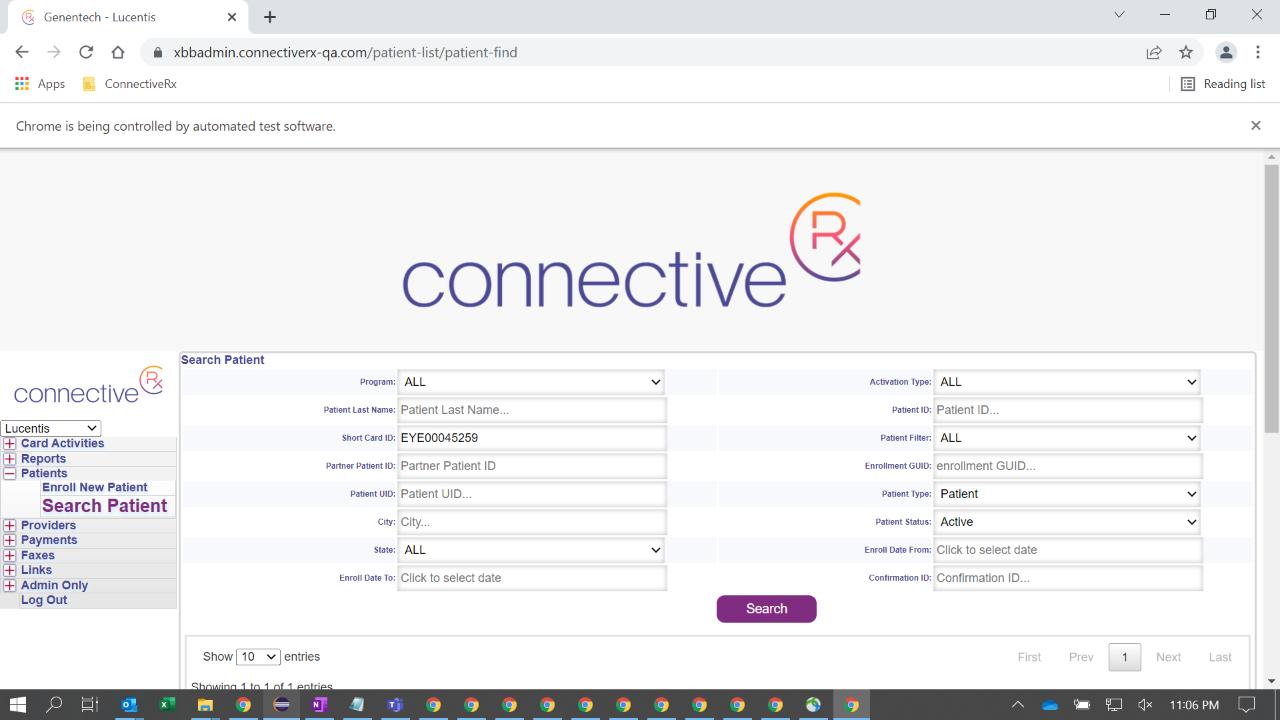 Genentech - Lucentis
xbbadmin.connectiverx-qa.com/patient-list/patient-find
Apps ConnectiveRx Reading list
Chrome is being controlled by automated test software.
connective Rx
connective Rx
Lucentis
Card Activities
Reports
Patients
Enroll New Patient
Search Patient
Providers
Payments
Faxes
Links
Admin Only
Log Out
Search Patient
Program: ALL Activation Type: ALL
Patient Last Name: Patient Last Name... Patient ID: Patient ID...
Short Card ID: EYE00045259 Patient Filter: ALL
Partner Patient ID: Partner Patient ID Enrollment GUID: enrollment GUID...
Patient UID: Patient UID... Patient Type: Patient
City: City... Patient Status: Active
State: ALL Enroll Date From: Click to select date
Enroll Date To: Click to select date Confirmation ID: Confirmation ID...
Search
Show 10 entries First Prev 1 Next Last
Showing 1 to 1 of 1 entries
11:06 PM